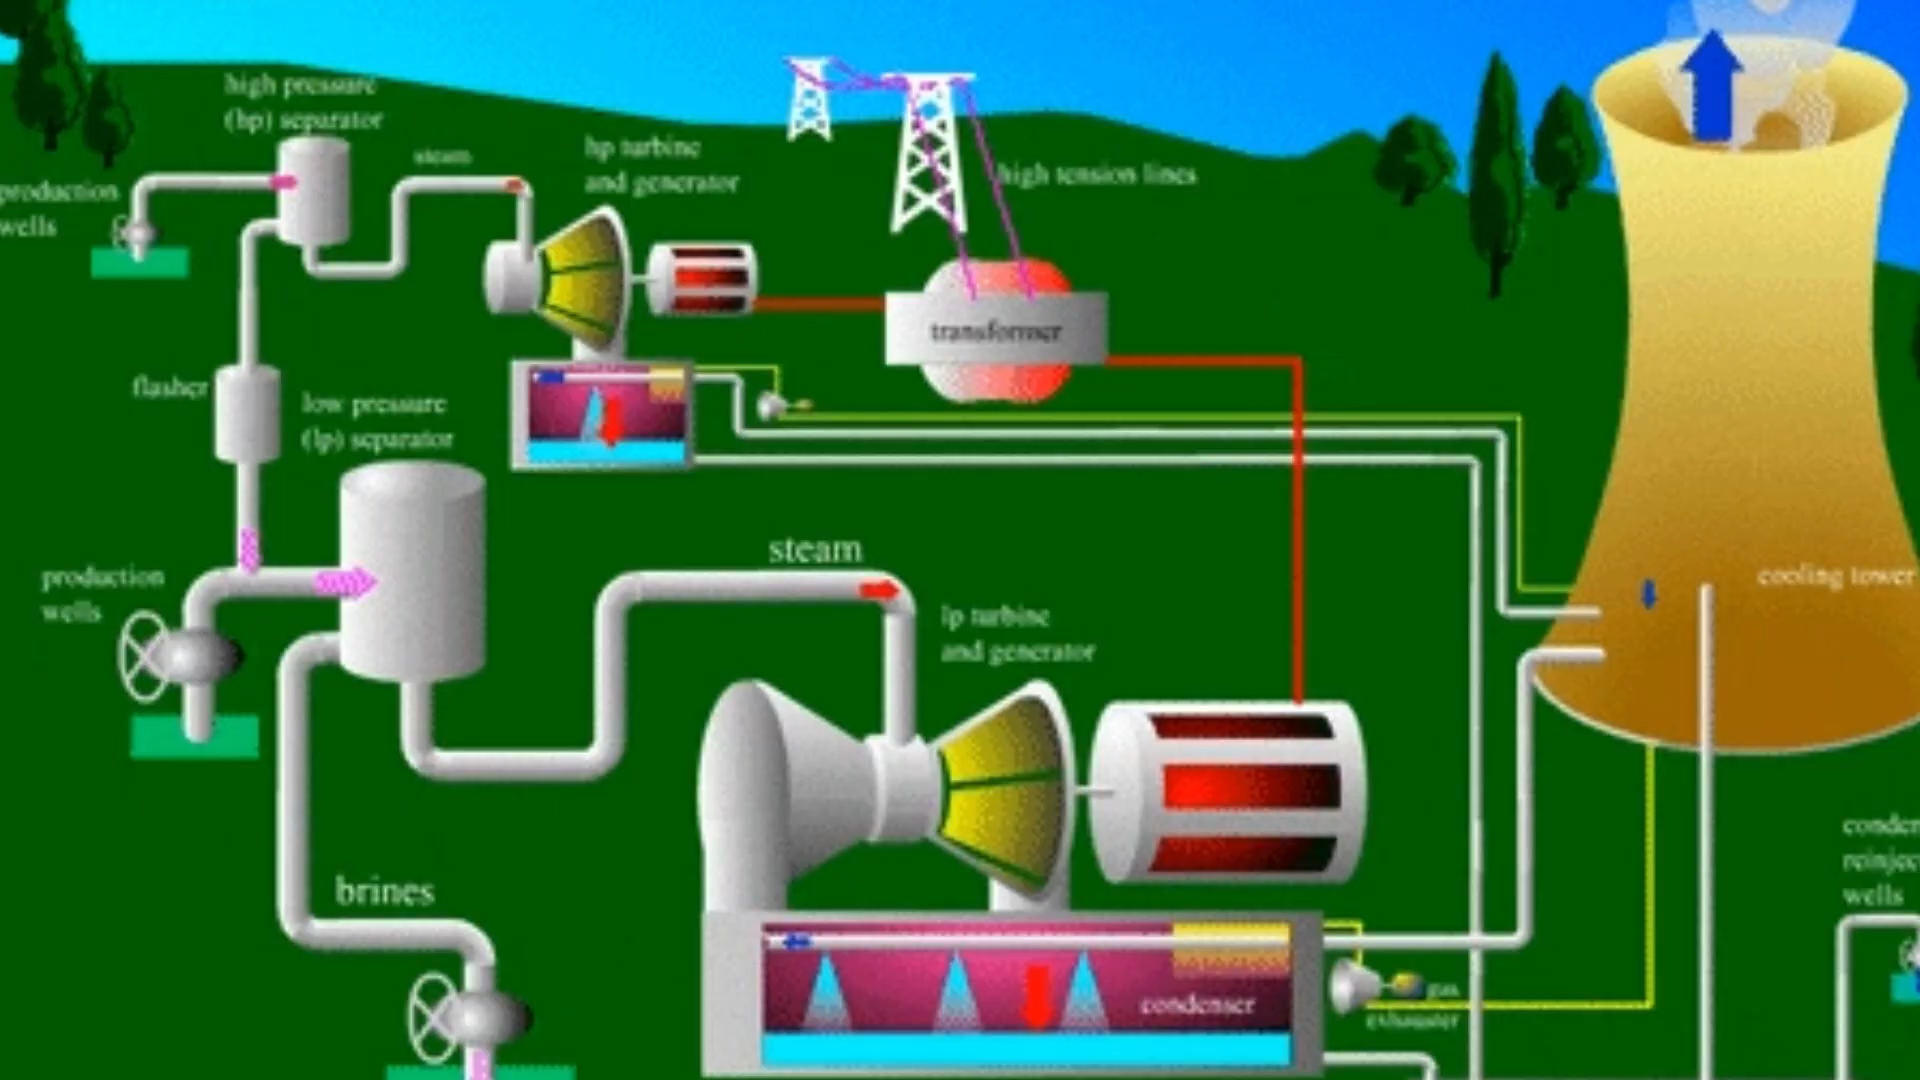 high pressure
(hp) separator
production
wells
steam
hp turbine
and generator
high tension lines
transformer
flasher
low pressure
(lp) separator
steam
production
wells
cooling tower
lp turbine
and generator
brines
wells
condenser
gas
exhauster